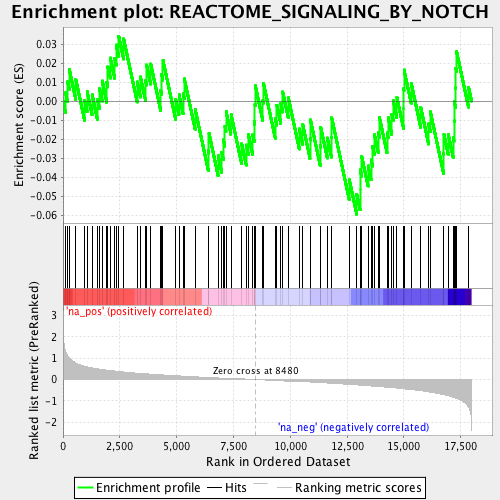 Enrichment plot: REACTOME_SIGNALING_BY_NOTCH
Enrichment score (ES)
0.03
0.02
0.01
0.00
-0.01
-0.02
-0.03
-0.04
-0.05
-0.06
'na_pos' (positively correlated)
Ranked list metric (PreRanked)
3
2
1
0
-1
-2
Zero cross at 8480
'na_neg' (negatively correlated)
0
2,500
5,000
7,500
10,000
12,500
15,000
17,500
Rank in Ordered Dataset
Enrichment profile
Hits
Ranking metric scores